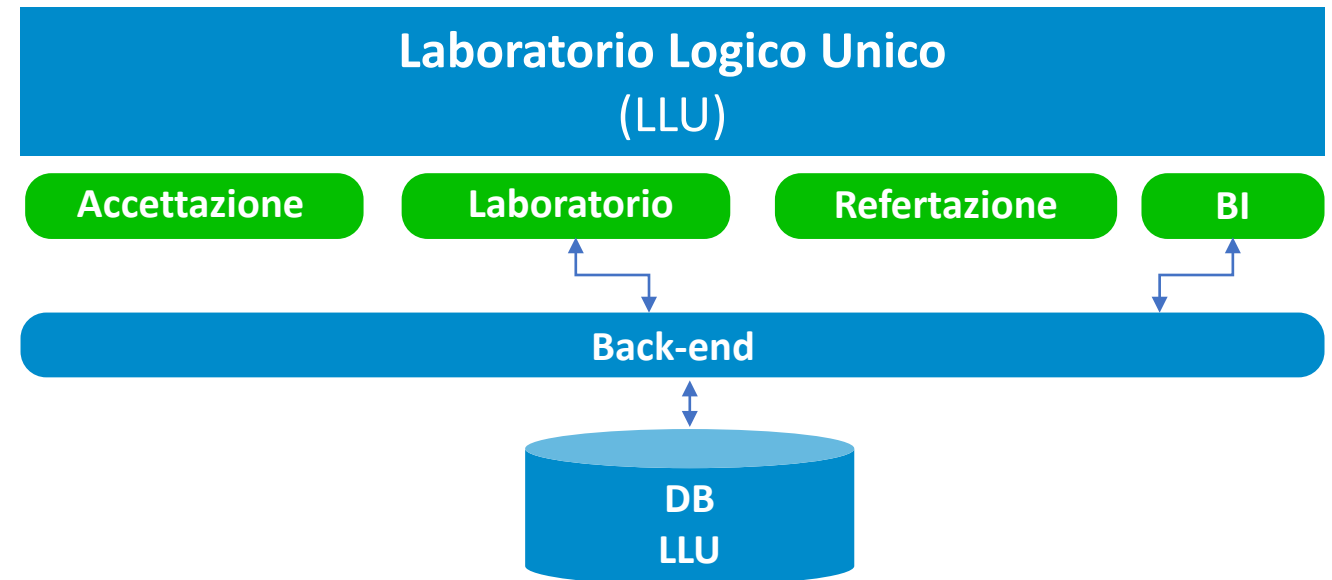 Laboratorio Logico Unico
(LLU)
Accettazione
Laboratorio
Refertazione
BI
Back-end
DB
LLU